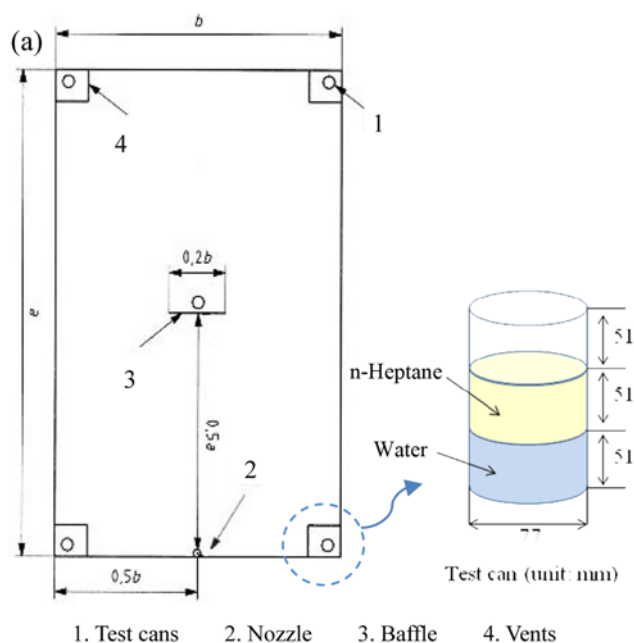 (a)
b
4
1
a
0,2b
3
0,5a
2
0,5b
n-Heptane
Water
51
51
51
77
Test can (unit: mm)
1. Test cans 2. Nozzle 3. Baffle 4. Vents